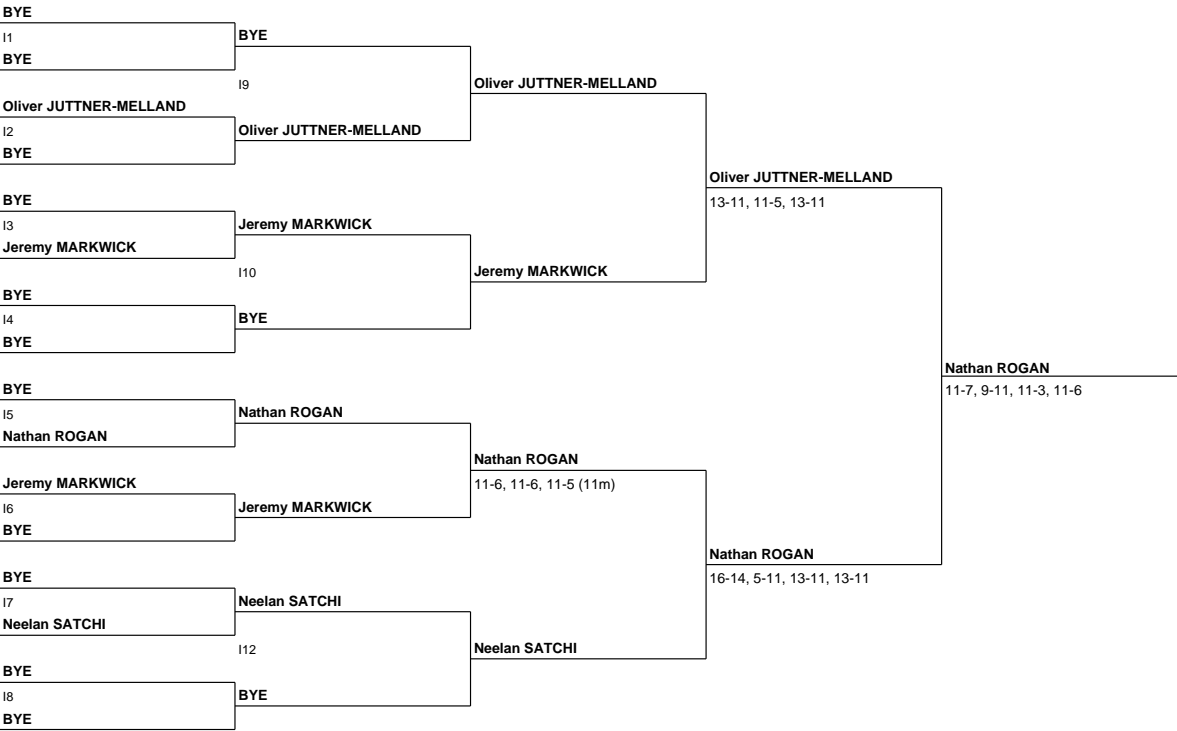 BYE
I1
BYE
BYE
I9
Oliver JUTTNER-MELLAND
Oliver JUTTNER-MELLAND
I2
Oliver JUTTNER-MELLAND
BYE
Oliver JUTTNER-MELLAND
13-11, 11-5, 13-11
BYE
I3
Jeremy MARKWICK
Jeremy MARKWICK
I10
Jeremy MARKWICK
BYE
I4
BYE
BYE
Nathan ROGAN
11-7, 9-11, 11-3, 11-6
BYE
I5
Nathan ROGAN
Nathan ROGAN
Nathan ROGAN
11-6, 11-6, 11-5 (11m)
Jeremy MARKWICK
I6
Jeremy MARKWICK
BYE
Nathan ROGAN
16-14, 5-11, 13-11, 13-11
BYE
I7
Neelan SATCHI
Neelan SATCHI
I12
Neelan SATCHI
BYE
I8
BYE
BYE